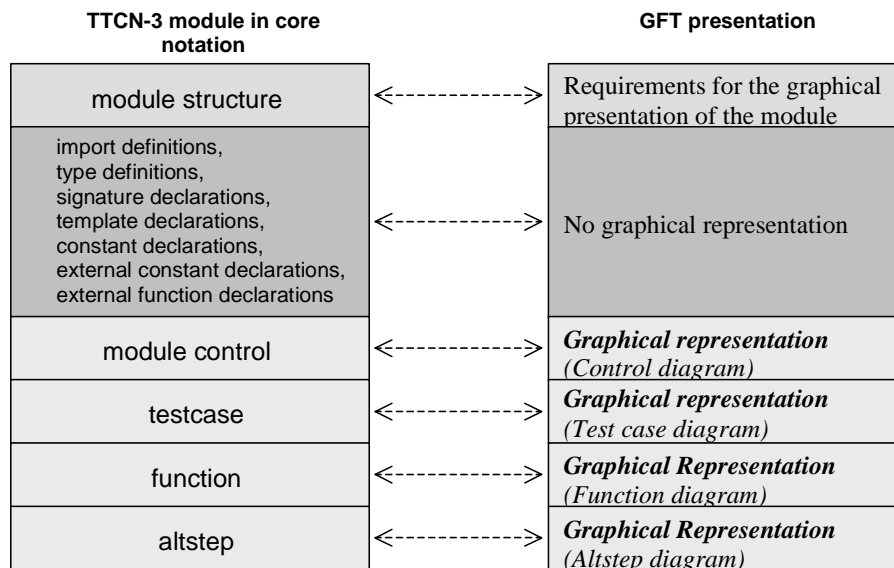 TTCN-3 module in core
notation
GFT presentation
module structure
Requirements for the graphical
presentation of the module
import definitions,
type definitions,
signature declarations,
template declarations,
constant declarations,
external constant declarations,
external function declarations
No graphical representation
module control
Graphical representation
(Control diagram)
testcase
Graphical representation
(Test case diagram)
function
Graphical Representation
(Function diagram)
altstep
Graphical Representation
(Altstep diagram)